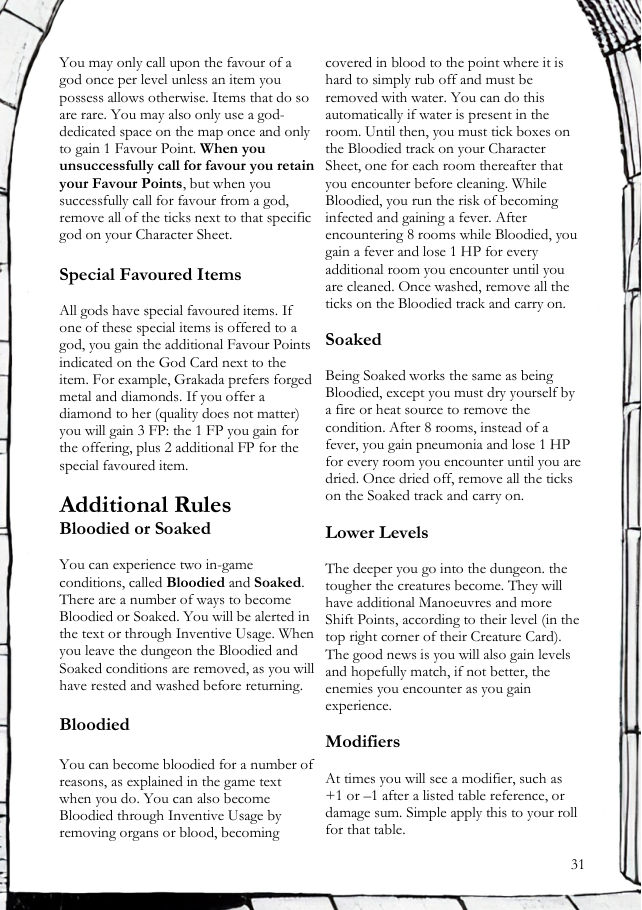 You may only call upon the favour of a
god once per level unless an item you
possess allows otherwise. Items that do so
are rare. You may also only use a god-
dedicated space on the map once and only
to gain 1 Favour Point. When you
unsuccessfully call for favour you retain
your Favour Points, but when you
successfully call for favour from a god,
remove all of the ticks next to that specific
god on your Character Sheet.
Special Favoured Items
All gods have special favoured items. If
one of these special items is offered to a
god, you gain the additional Favour Points
indicated on the God Card next to the
item. For example, Grakada prefers forged
metal and diamonds. If you offer a
diamond to her (quality does not matter)
you will gain 3 FP: the 1 FP you gain for
the offering, plus 2 additional FP for the
special favoured item.
Additional Rules
Bloodied or Soaked
You can experience two in-game
conditions, called Bloodied and Soaked.
There are a number of ways to become
Bloodied or Soaked. You will be alerted in
the text or through Inventive Usage. When
you leave the dungeon the Bloodied and
Soaked conditions are removed, as you will
have rested and washed before returning.
Bloodied
You can become bloodied for a number of
reasons, as explained in the game text
when you do. You can also become
Bloodied through Inventive Usage by
removing organs or blood, becoming
covered in blood to the point where it is
hard to simply rub off and must be
removed with water. You can do this
automatically if water is present in the
room. Until then, you must tick boxes on
the Bloodied track on your Character
Sheet, one for each room thereafter that
you encounter before cleaning. While
Bloodied, you run the risk of becoming
infected and gaining a fever. After
encountering 8 rooms while Bloodied, you
gain a fever and lose 1 HP for every
additional room you encounter until you
are cleaned. Once washed, remove all the
ticks on the Bloodied track and carry on.
Soaked
Being Soaked works the same as being
Bloodied, except you must dry yourself by
a fire or heat source to remove the
condition. After 8 rooms, instead of a
fever, you gain pneumonia and lose 1 HP
for every room you encounter until you are
dried. Once dried off, remove all the ticks
on the Soaked track and carry on.
Lower Levels
The deeper you go into the dungeon. the
tougher the creatures become. They will
have additional Manoeuvres and more
Shift Points, according to their level (in the
top right corner of their Creature Card).
The good news is you will also gain levels
and hopefully match, if not better, the
enemies you encounter as you gain
experience.
Modifiers
At times you will see a modifier, such as
+1 or –1 after a listed table reference, or
damage sum. Simple apply this to your roll
for that table.
31